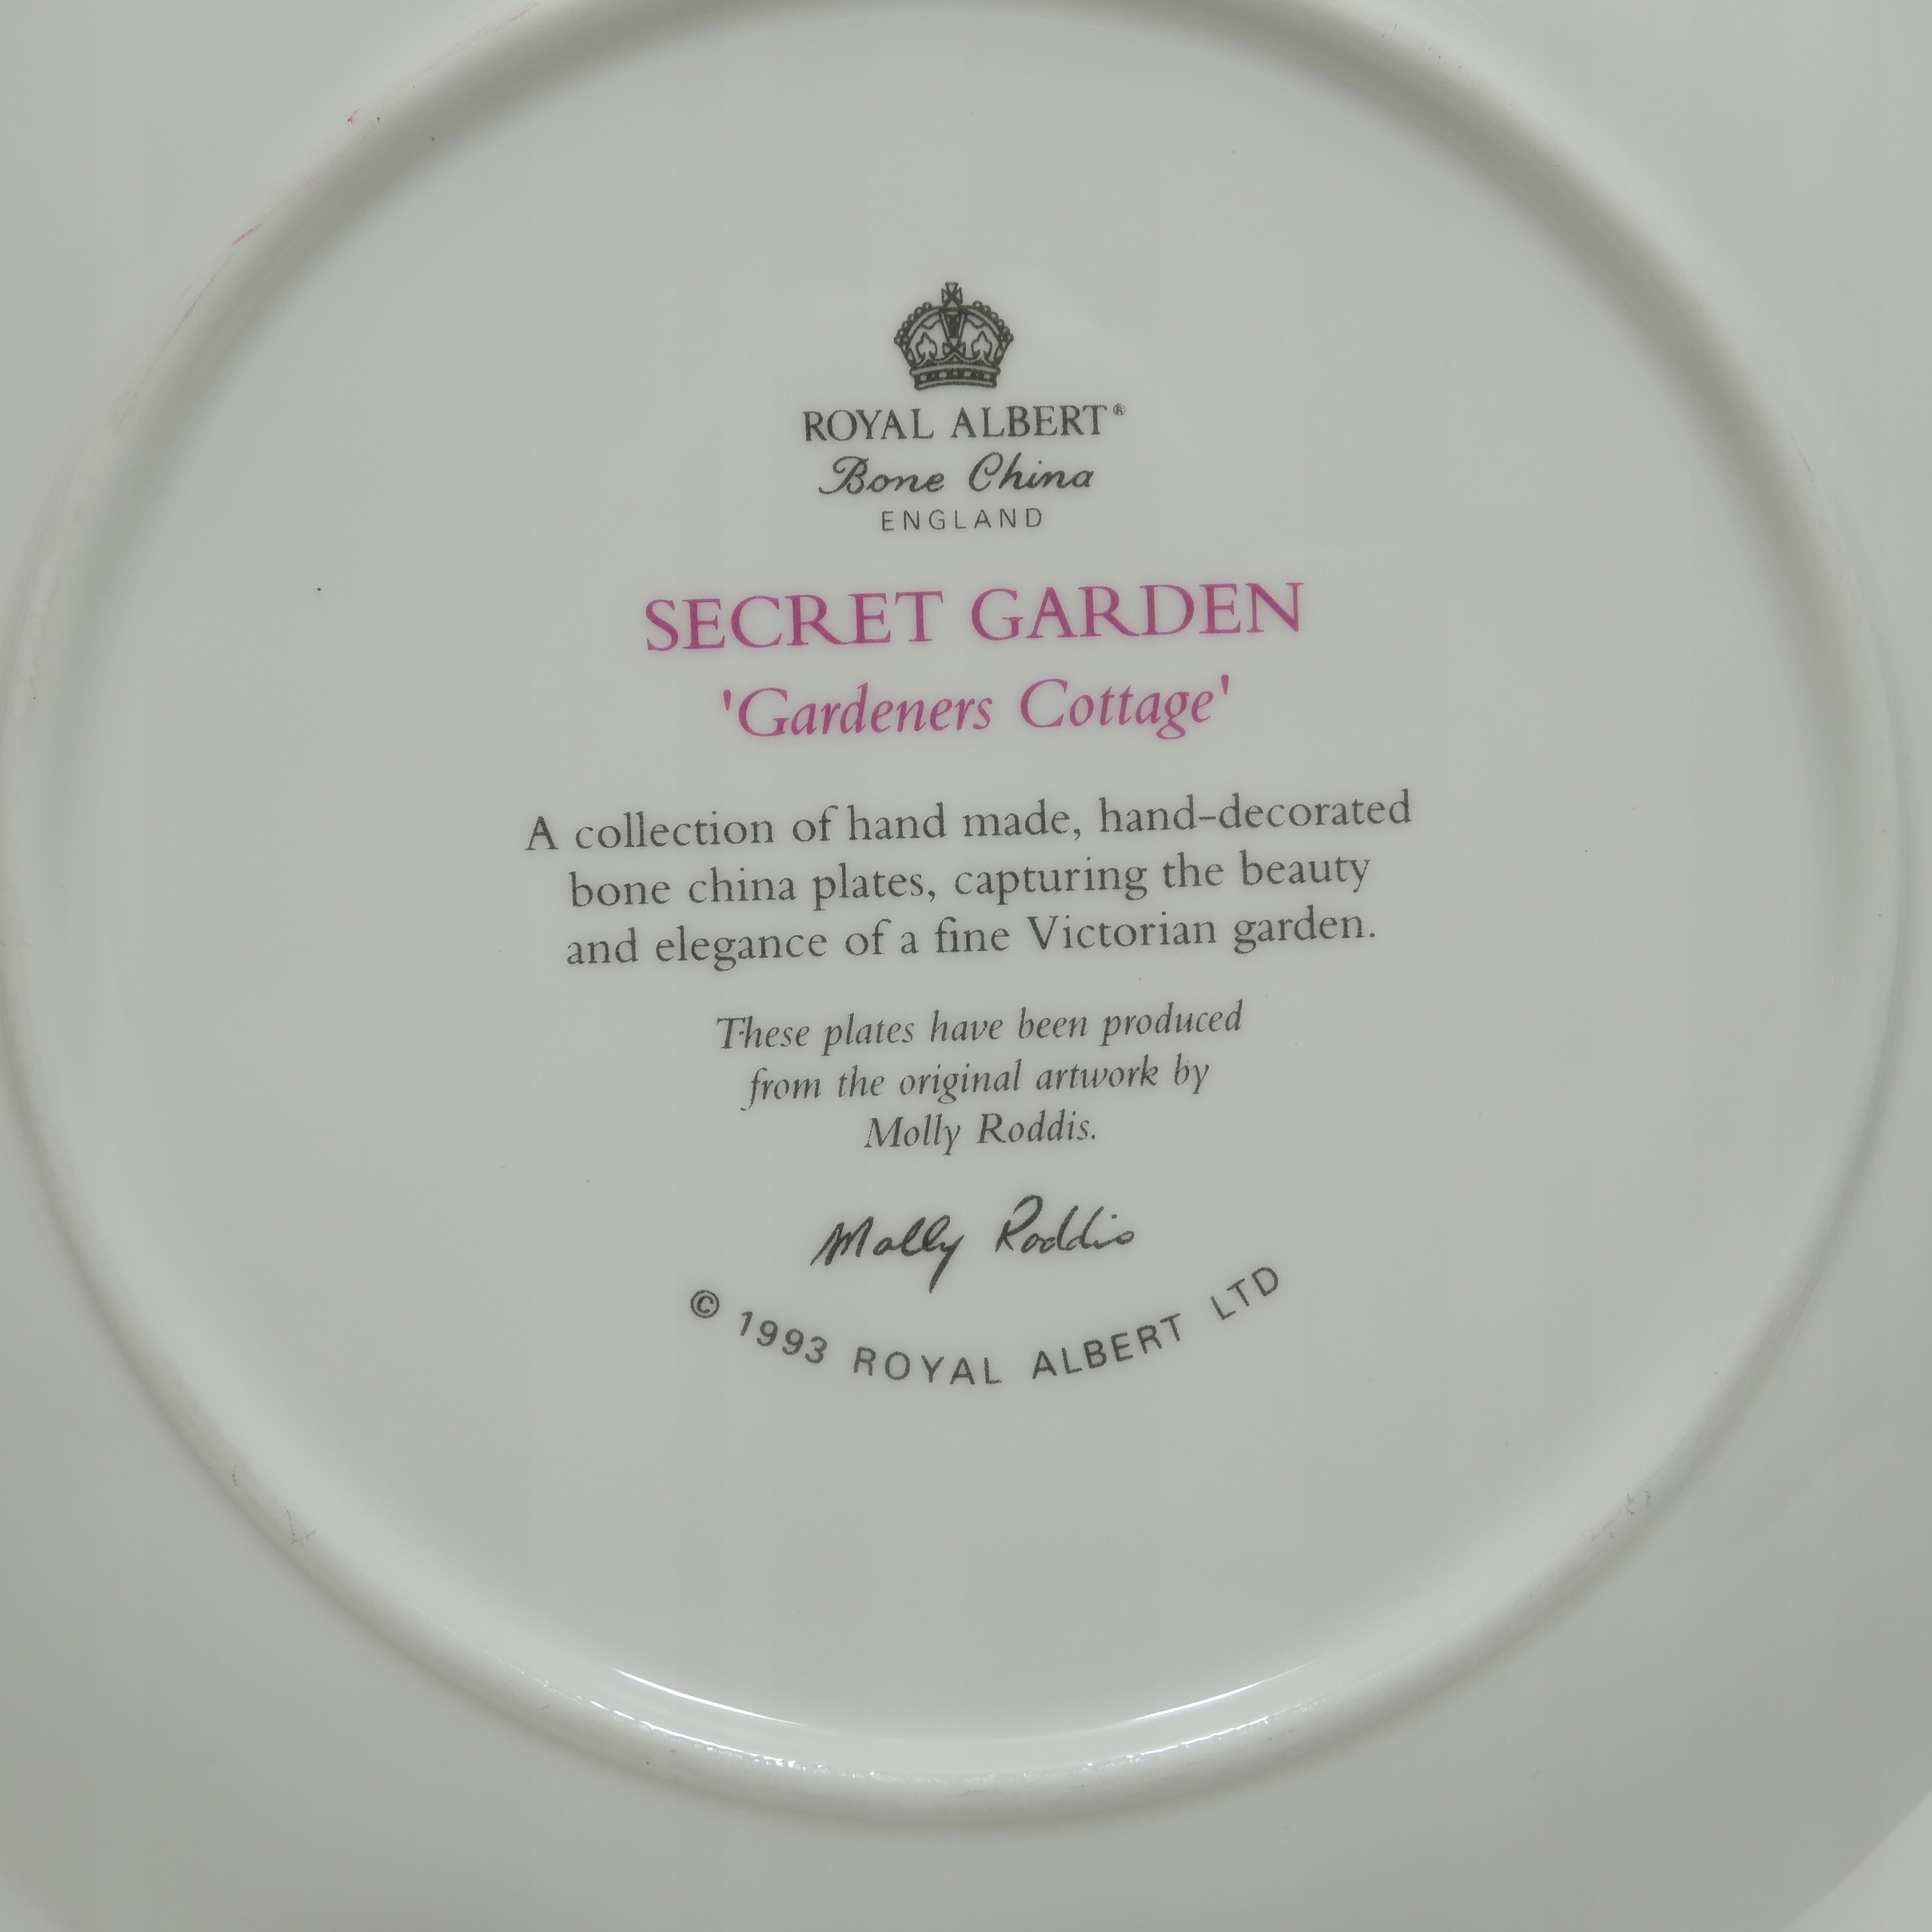 ROYAL ALBERT®
Bone China
ENGLAND
SECRET GARDEN
'Gardeners Cottage'
A collection of hand made, hand-decorated
bone china plates, capturing the beauty
and elegance of a fine Victorian garden.
These plates have been produced
from the original artwork by
Molly Roddis.
Molly Roddis
© 1993 ROYAL ALBERT LTD